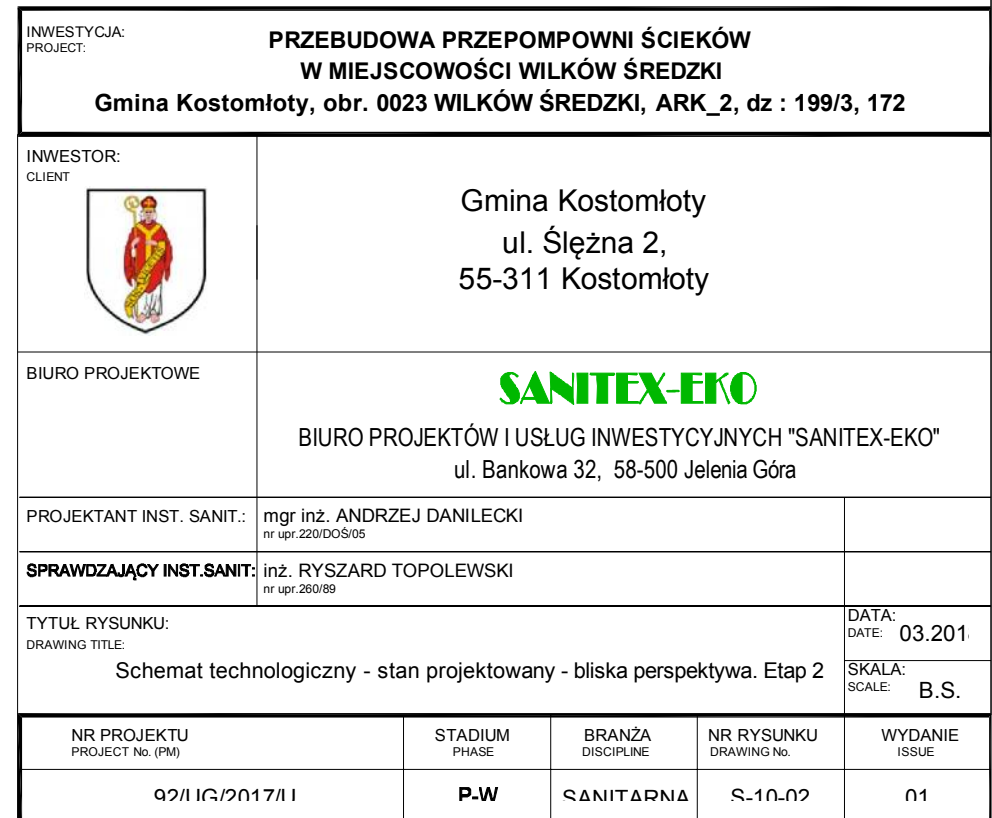 INWESTYCJA:
PROJECT:
PRZEBUDOWA PRZEPOMPOWNI ŚCIEKÓW
W MIEJSCOWOŚCI WILKÓW ŚREDZKI
Gmina Kostomłoty, obr. 0023 WILKÓW ŚREDZKI, ARK_2, dz : 199/3, 172
INWESTOR:
CLIENT
Gmina Kostomłoty
ul. Ślężna 2,
55-311 Kostomłoty
BIURO PROJEKTOWE
SANITEX-EKO
BIURO PROJEKTÓW I USŁUG INWESTYCYJNYCH "SANITEX-EKO"
ul. Bankowa 32, 58-500 Jelenia Góra
PROJEKTANT INST. SANIT.: mgr inż. ANDRZEJ DANILECKI
nr upr.220/DOŚ/05
SPRAWDZAJĄCY INST.SANIT: inż. RYSZARD TOPOLEWSKI
nr upr.260/89
TYTUŁ RYSUNKU:
DRAWING TITLE:
Schemat technologiczny - stan projektowany - bliska perspektywa. Etap 2
DATA:
DATE:
SKALA:
SCALE: B.S.
NR PROJEKTU STADIUM BRANŻA NR RYSUNKU WYDANIE
PROJECT No. (PM) PHASE DISCIPLINE DRAWING No. ISSUE
92/UG/2017/U P-W SANITARNA S-10-02 01